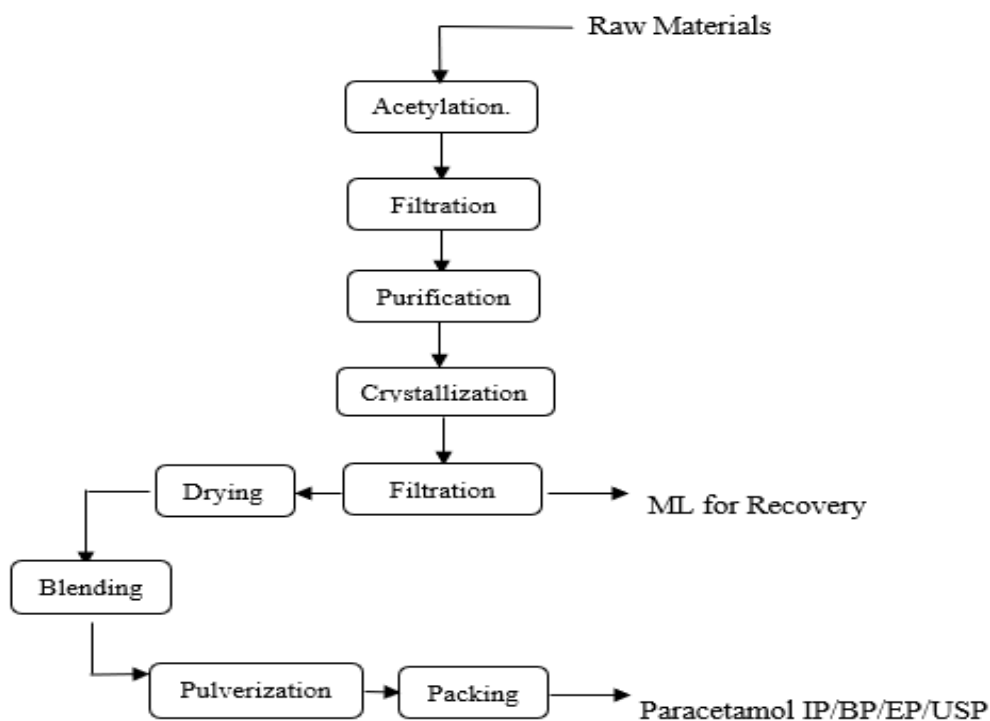 Raw Materials
Acetylation.
Filtration
Purification
Crystallization
Drying
Filtration
ML for Recovery
Blending
Pulverization
Packing
Paracetamol IP/BP/EP/USP